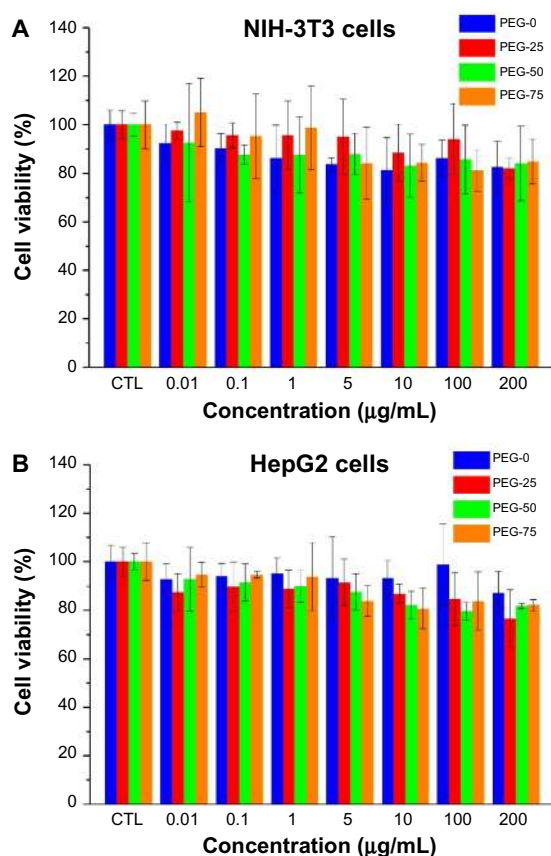 A
NIH-3T3 cells
PEG-0
PEG-25
PEG-50
PEG-75
140
120
100
80
60
40
20
0
Cell viability (%)
CTL 0.01 0.1 1 5 10 100 200
Concentration (μg/mL)
B
HepG2 cells
PEG-0
PEG-25
PEG-50
PEG-75
140
120
100
80
60
40
20
0
Cell viability (%)
CTL 0.01 0.1 1 5 10 100 200
Concentration (μg/mL)